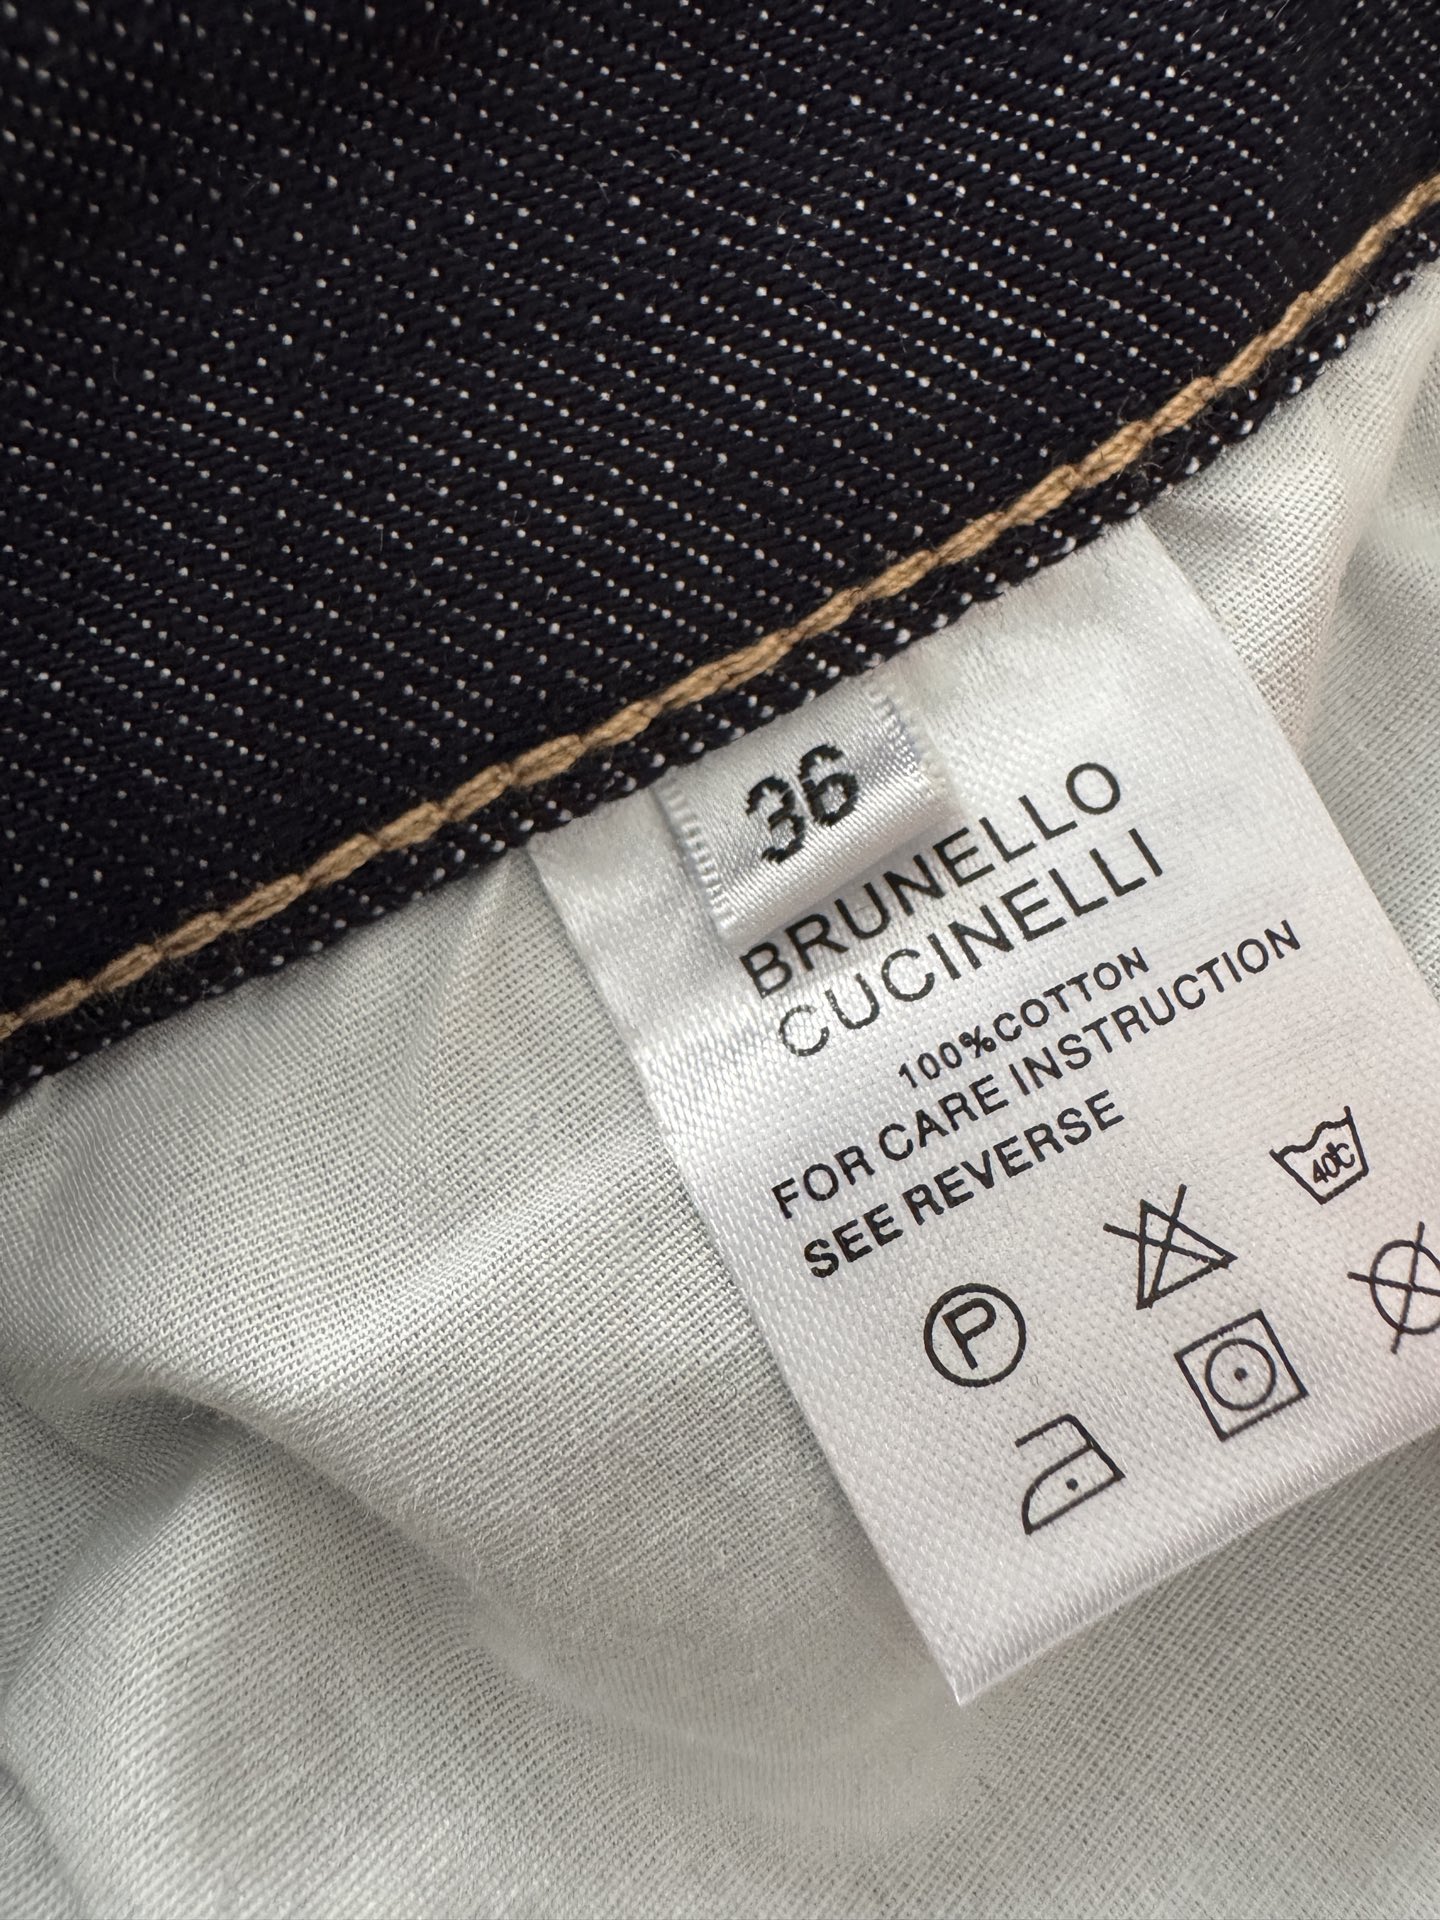 36
BRUNELLO
CUCINELLI
100%COTTON
FOR CARE INSTRUCTION
SEE REVERSE
40℃
P